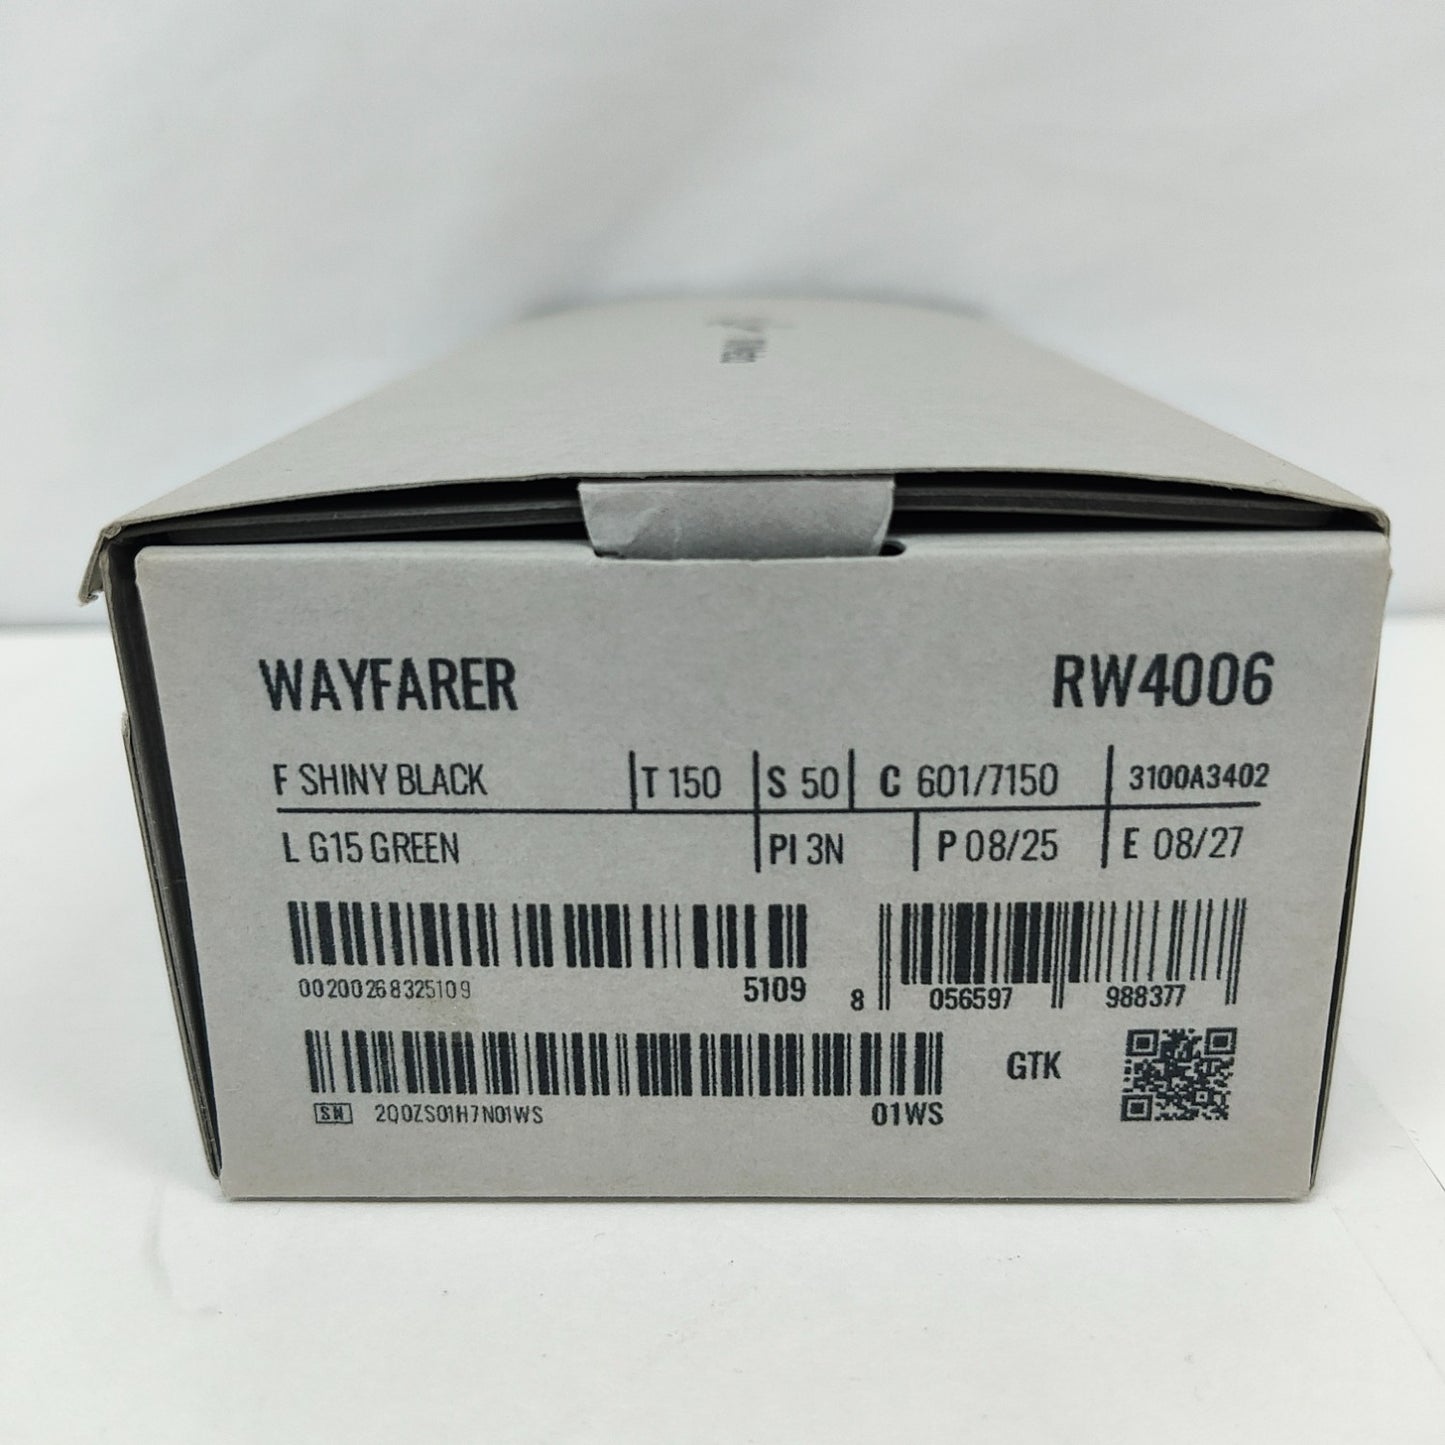 Meta
WAYFARER RW4006
F SHINY BLACK T 150 S 50 C 601/7150 3100A3402
L G15 GREEN PI 3N P 08/25 E 08/27
00200268325109 5109
8 056597 988377
SN 2Q0ZS01H7N01WS 01WS
GTK